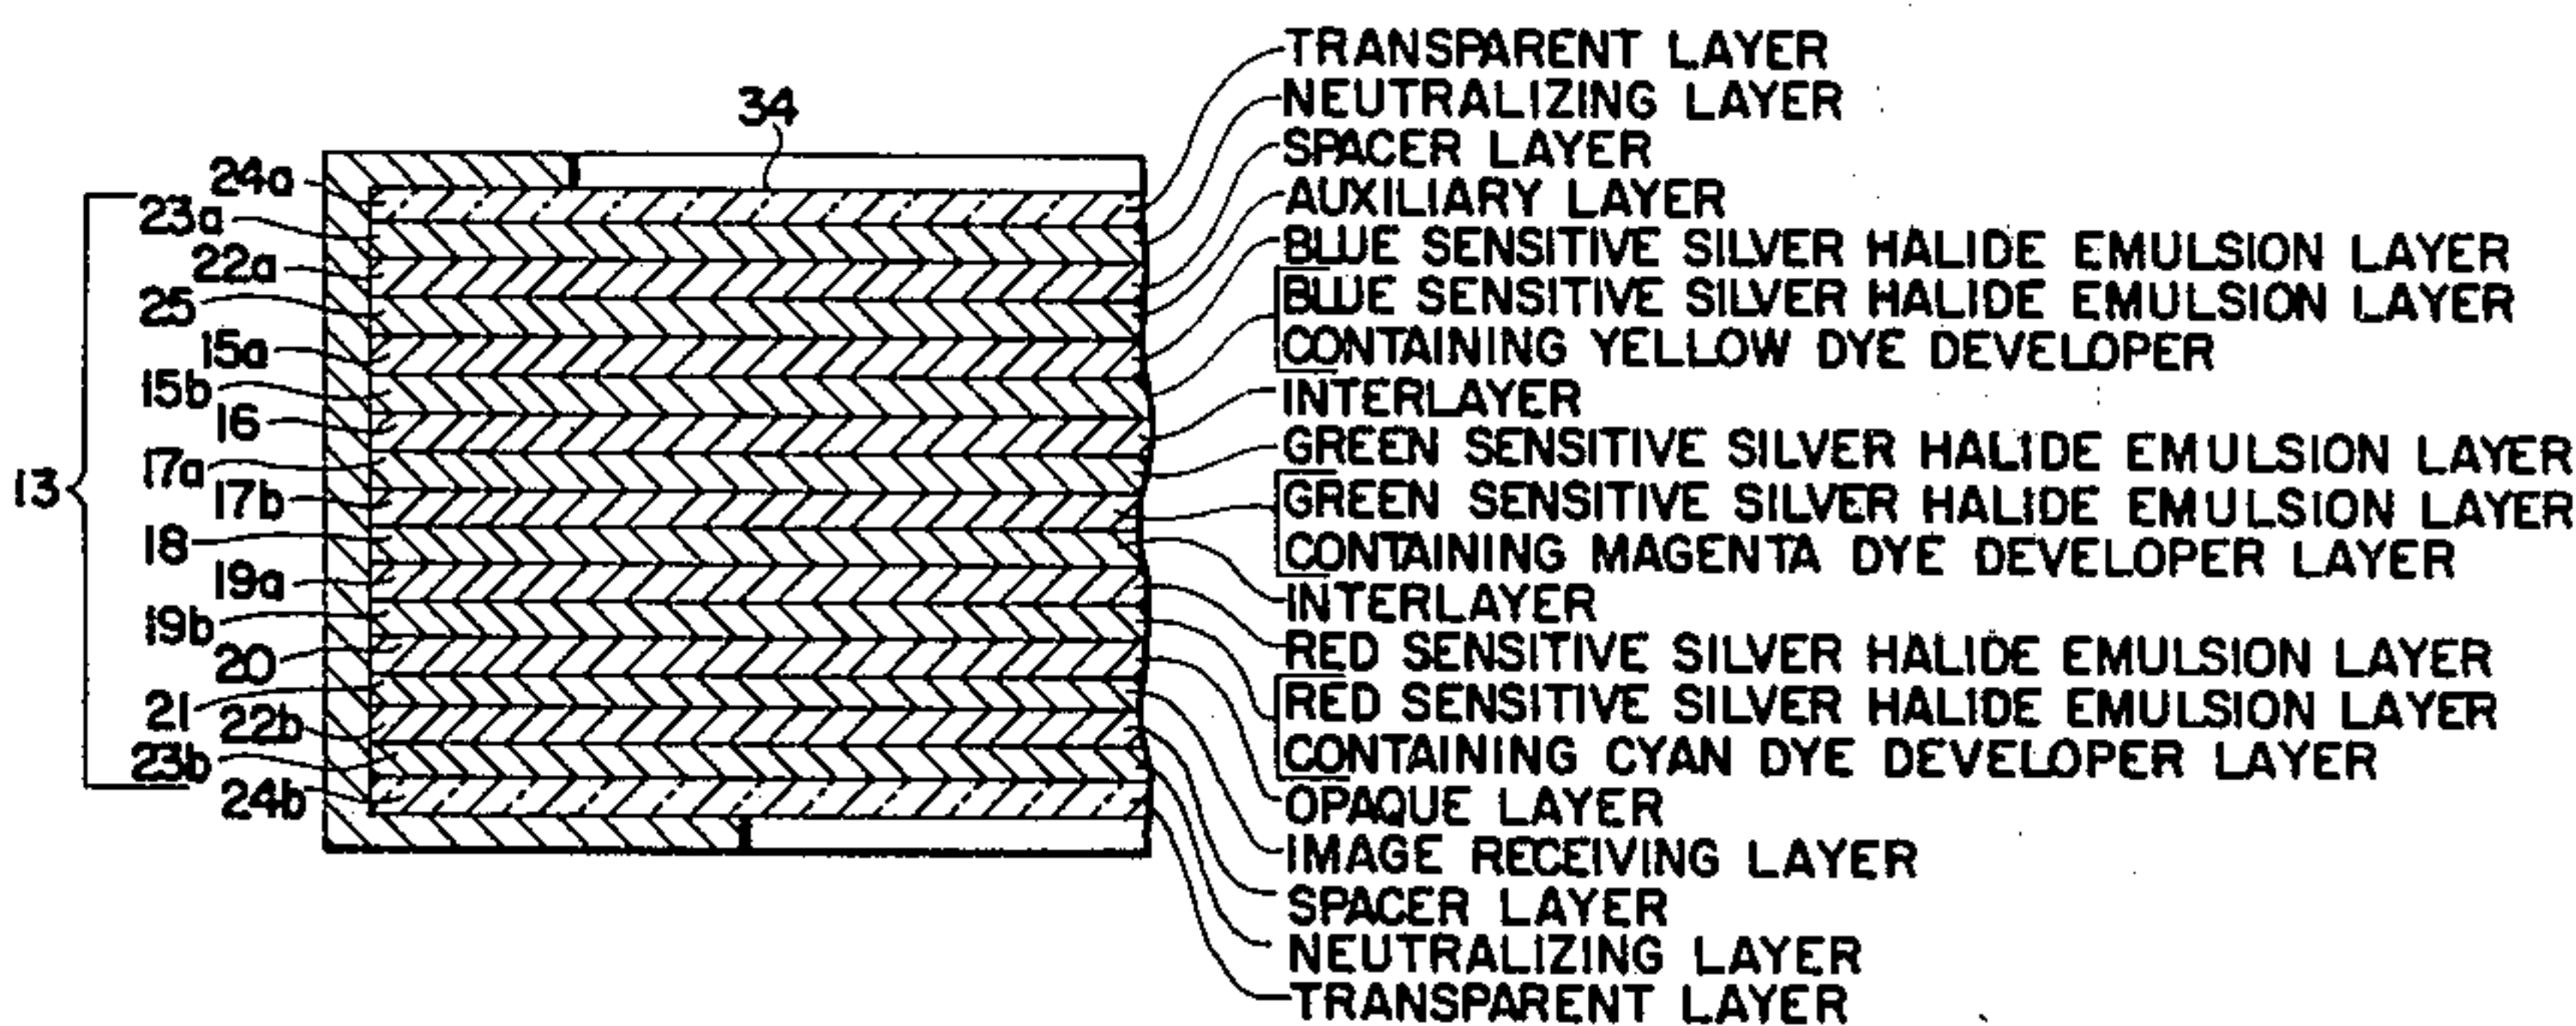 34
24a
23a
22a
25
15a
15b
16
17a
17b
18
19a
19b
20
21
22b
23b
24b
13
TRANSPARENT LAYER
NEUTRALIZING LAYER
SPACER LAYER
AUXILIARY LAYER
BLUE SENSITIVE SILVER HALIDE EMULSION LAYER
BLUE SENSITIVE SILVER HALIDE EMULSION LAYER
CONTAINING YELLOW DYE DEVELOPER
INTERLAYER
GREEN SENSITIVE SILVER HALIDE EMULSION LAYER
GREEN SENSITIVE SILVER HALIDE EMULSION LAYER
CONTAINING MAGENTA DYE DEVELOPER LAYER
INTERLAYER
RED SENSITIVE SILVER HALIDE EMULSION LAYER
RED SENSITIVE SILVER HALIDE EMULSION LAYER
CONTAINING CYAN DYE DEVELOPER LAYER
OPAQUE LAYER
IMAGE RECEIVING LAYER
SPACER LAYER
NEUTRALIZING LAYER
TRANSPARENT LAYER